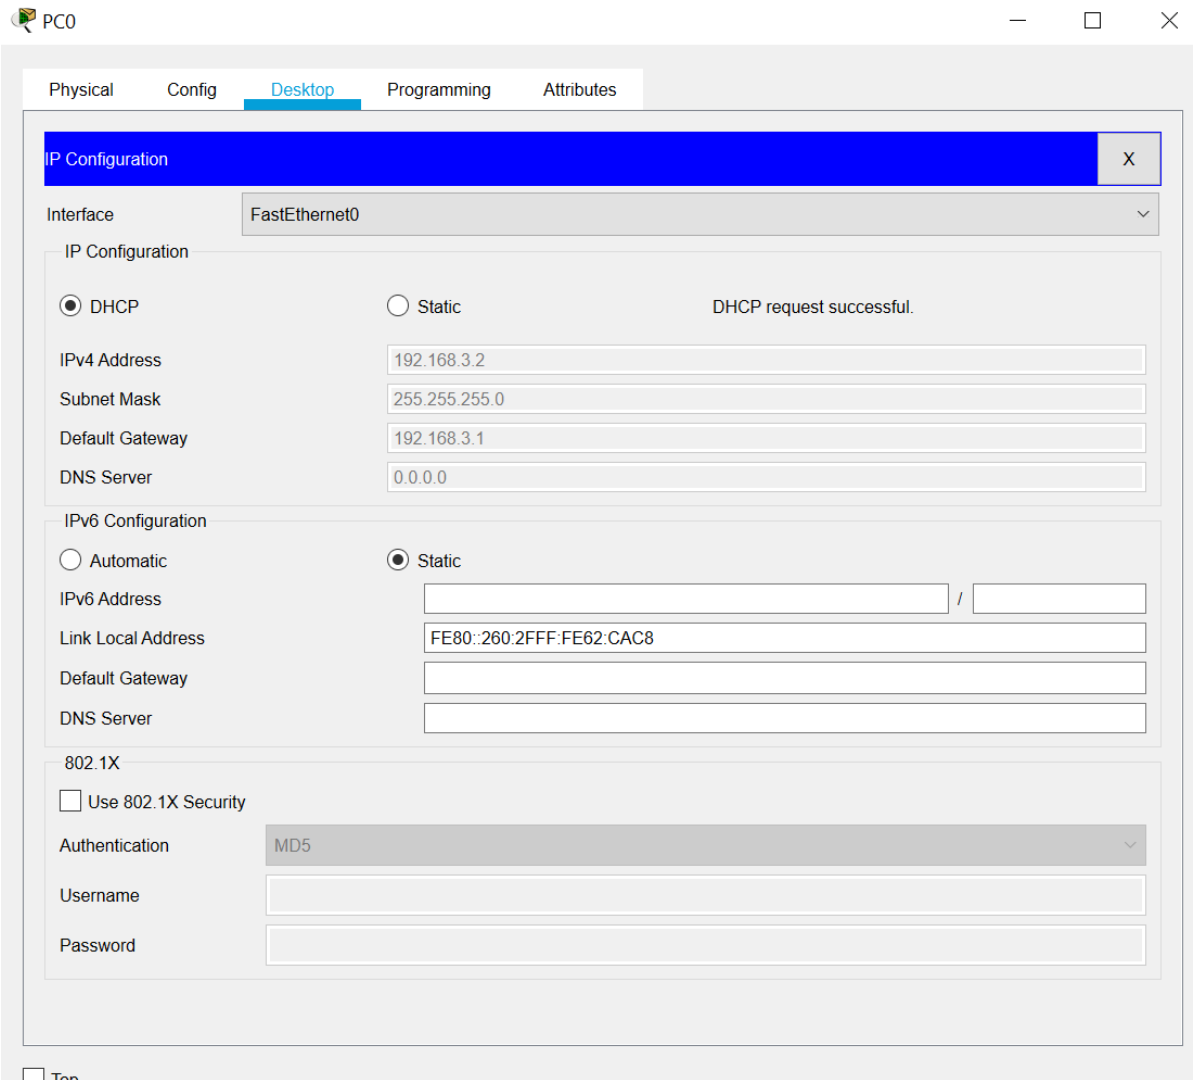 PC0
Physical Config Desktop Programming Attributes
IP Configuration X
Interface FastEthernet0
IP Configuration
DHCP Static DHCP request successful.
IPv4 Address 192.168.3.2
Subnet Mask 255.255.255.0
Default Gateway 192.168.3.1
DNS Server 0.0.0.0
IPv6 Configuration
Automatic Static
IPv6 Address /
Link Local Address FE80::260:2FFF:FE62:CAC8
Default Gateway
DNS Server
802.1X
Use 802.1X Security
Authentication MD5
Username
Password
Top